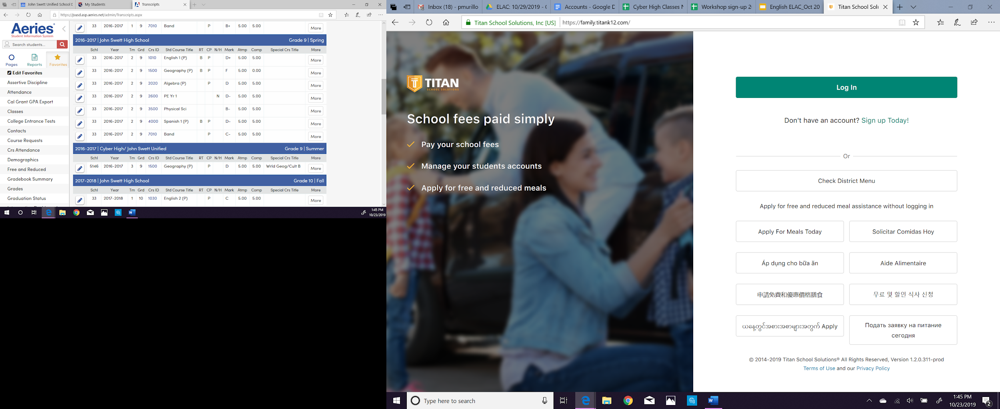 John Swett Unified School D
My Students
Transcripts
https://jsusd.asp.aeries.net/admin/Transcripts.aspx
Aeries
Student Information System
Search students...
Pages Reports Favorites
Edit Favorites
Assertive Discipline
Attendance
Cal Grant GPA Export
Classes
College Entrance Tests
Contacts
Course Requests
Crs Attendance
Demographics
Free and Reduced
Gradebook Summary
Grades
Graduation Status
33 2016-2017 1 9 7010 Band P B+ 5.00 5.00 More
2016-2017 | John Swett High School Grade 9 | Spring
Schl Year Tm Grd Crs ID Std Course Title RT CP N/H Mark Atmp Comp Special Crs Title More
33 2016-2017 2 9 1010 English 1 (P) B P D+ 5.00 5.00 More
33 2016-2017 2 9 1500 Geography (P) B P F 5.00 0.00 More
33 2016-2017 2 9 2020 Algebra (P) P D 5.00 5.00 More
33 2016-2017 2 9 2600 PE Yr 1 N D- 5.00 5.00 More
33 2016-2017 2 9 3500 Physical Sci B- 5.00 5.00 More
33 2016-2017 2 9 4000 Spanish 1 (P) B P D- 5.00 5.00 More
33 2016-2017 2 9 7010 Band P C- 5.00 5.00 More
2016-2017 | Cyber High/ John Swett Unified Grade 9 | Summer
Schl Year Tm Grd Crs ID Std Course Title RT CP N/H Mark Atmp Comp Special Crs Title More
5146 2016-2017 3 9 1500 Geography (P) P D 5.00 5.00 Wrld Geog/Cult B More
2017-2018 | John Swett High School Grade 10 | Fall
Schl Year Tm Grd Crs ID Std Course Title RT CP N/H Mark Atmp Comp Special Crs Title More
33 2017-2018 1 10 1030 English 2 (P) P C 5.00 5.00 More
1:45 PM
10/23/2019
Inbox (18) - pmurillo
ELAC: 10/29/2019 - G
Accounts - Google D
Cyber High Classes N
Workshop sign-up 2
English ELAC_Oct 20
Titan School Solu
Titan School Solutions, Inc [US] https://family.titank12.com/
TITAN
SCHOOL SOLUTIONS
School fees paid simply
Pay your school fees
Manage your students accounts
Apply for free and reduced meals
Log In
Don't have an account? Sign up Today!
Or
Check District Menu
Apply for free and reduced meal assistance without logging in
Apply For Meals Today
Solicitar Comidas Hoy
Áp dụng cho bữa ăn
Aide Alimentaire
申請免費和優惠價格膳食
무료 및 할인 식사 신청
ယနေ့တွင်အစားအစာများအတွက် Apply
Подать заявку на питание
сегодня
© 2014-2019 Titan School Solutions® All Rights Reserved, Version 1.2.0.311-prod
Terms of Use and our Privacy Policy
Type here to search
1:45 PM
10/23/2019
2